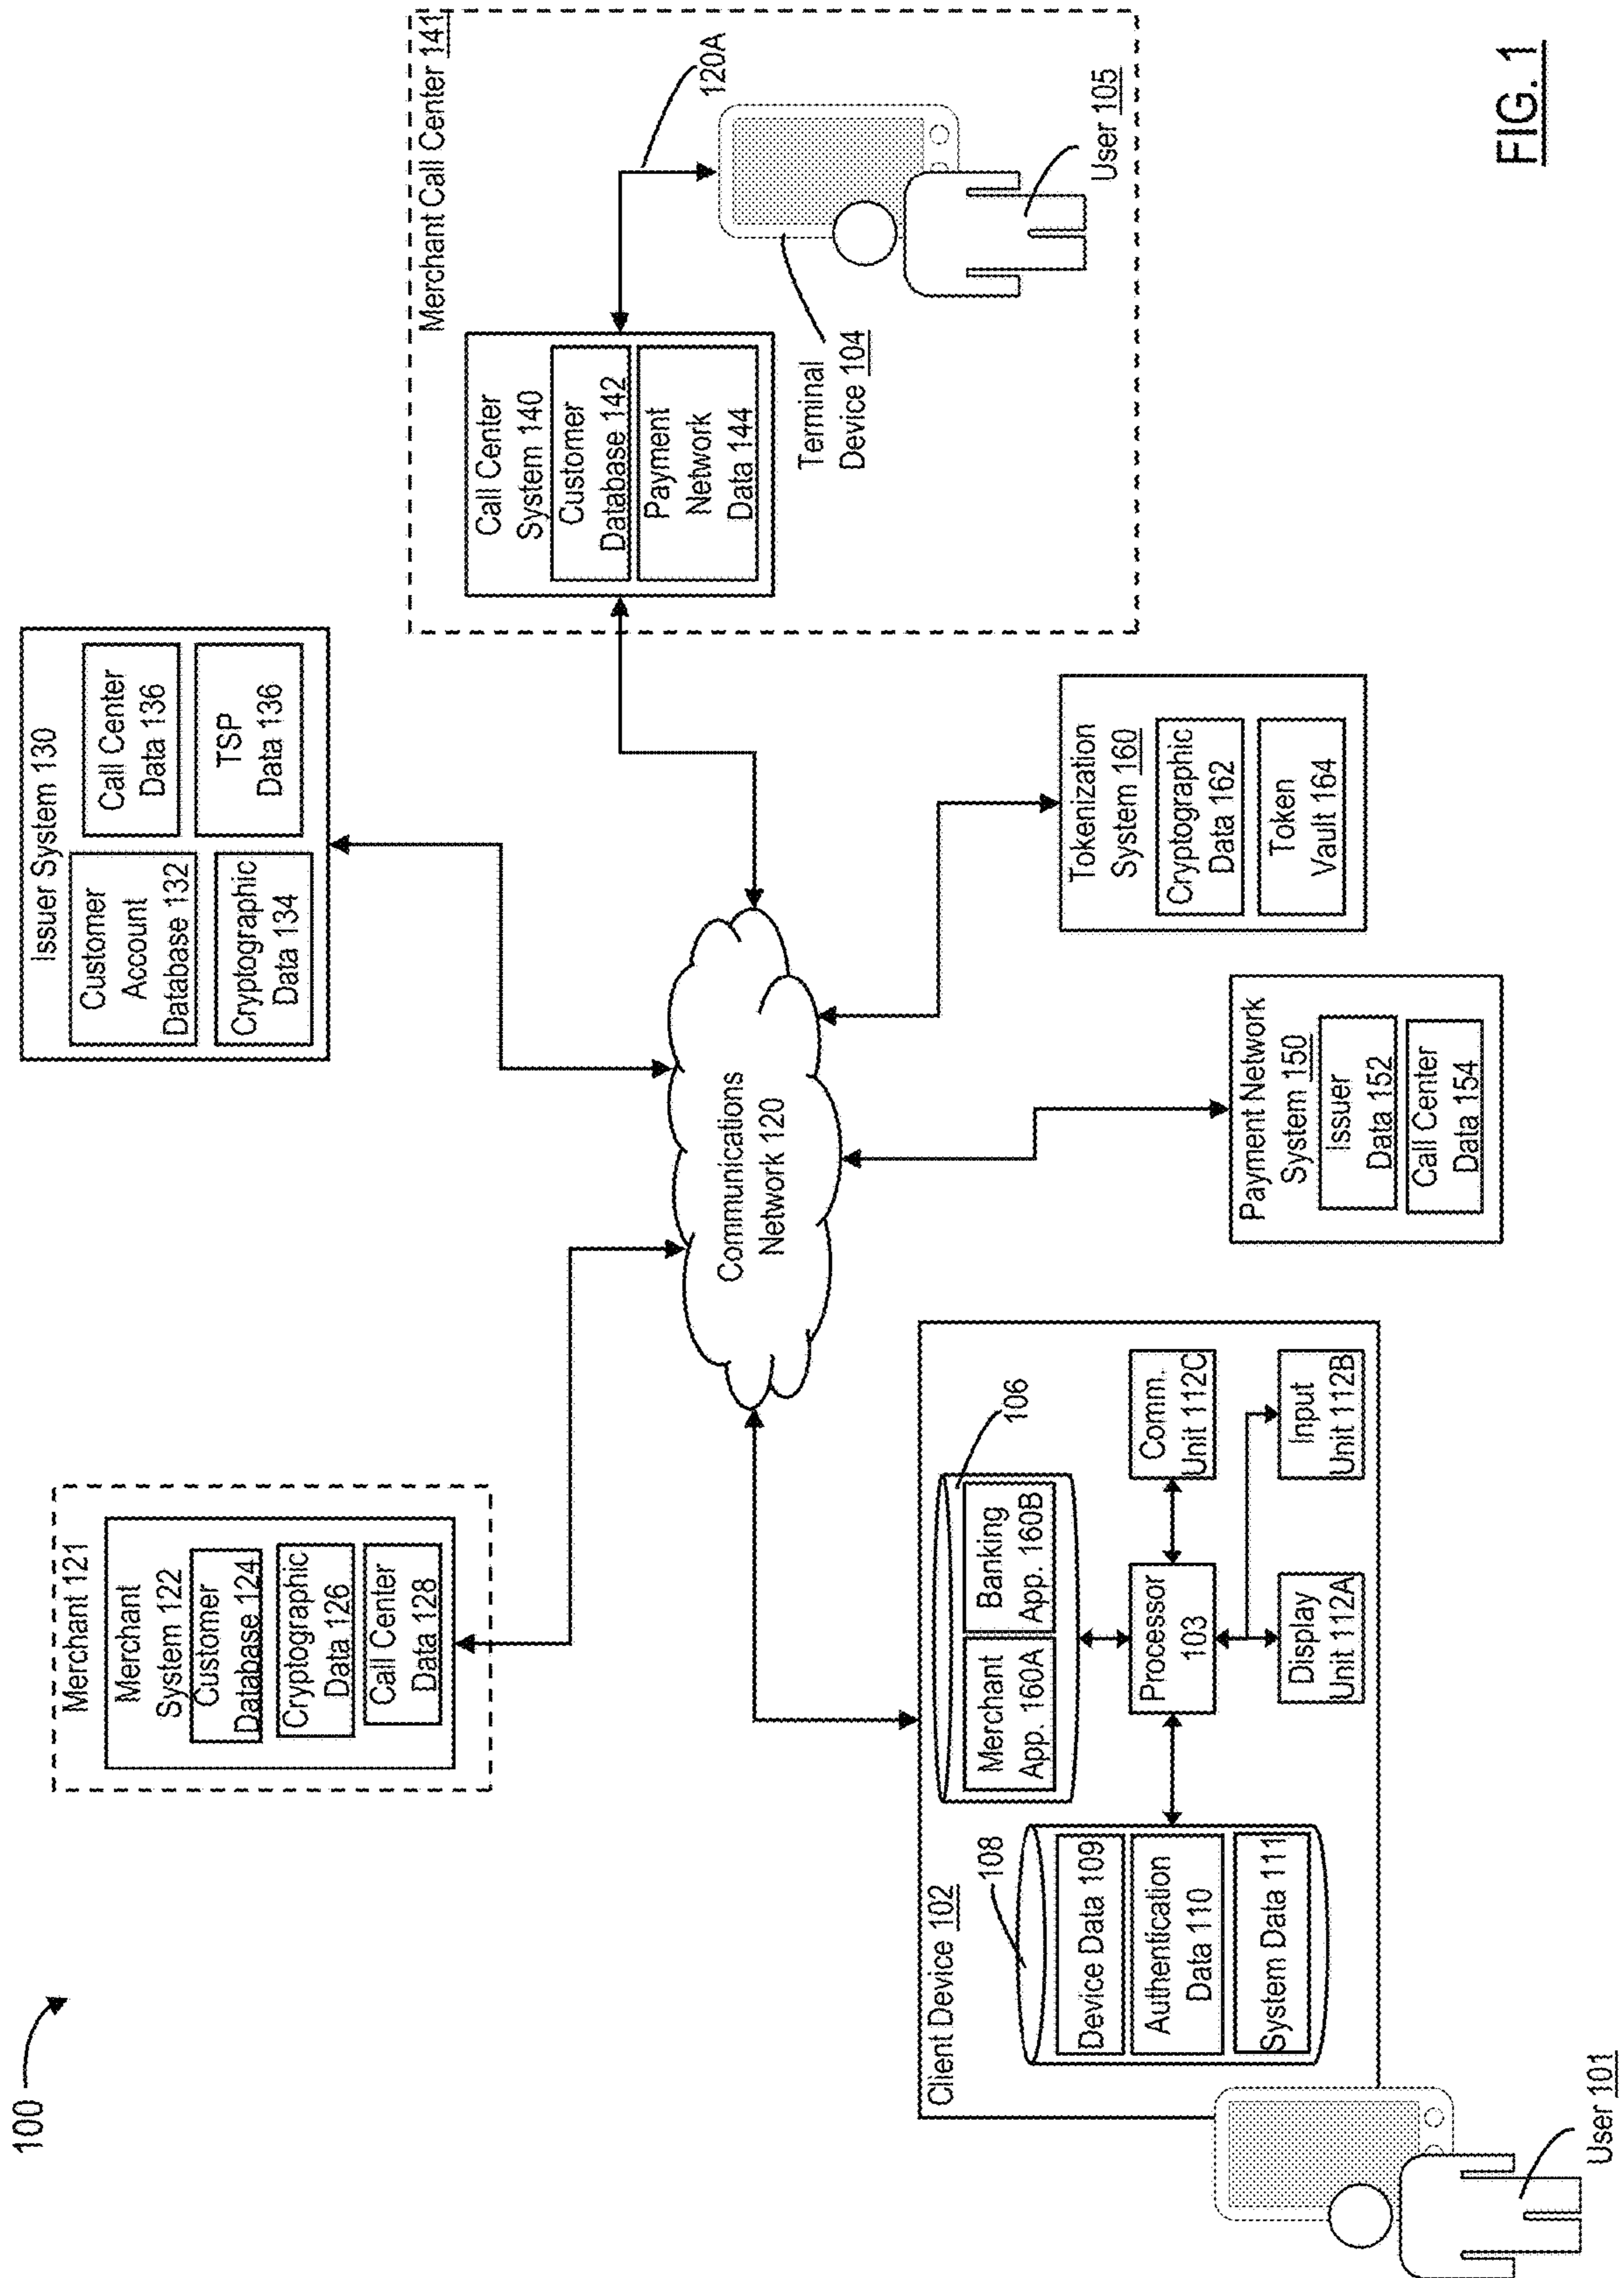 100
Merchant 121
Merchant
System 122
Customer
Database 124
Cryptographic
Data 126
Call Center
Data 128
Issuer System 130
Customer
Account
Database 132
Call Center
Data 136
Cryptographic
Data 134
TSP
Data 136
Merchant Call Center 141
Call Center
System 140
Customer
Database 142
Payment
Network
Data 144
120A
Terminal
Device 104
User 105
Communications
Network 120
Client Device 102
108
Device Data 109
Authentication
Data 110
System Data 111
106
Merchant
App. 160A
Banking
App. 160B
Processor
103
Comm.
Unit 112C
Display
Unit 112A
Input
Unit 112B
User 101
Payment Network
System 150
Issuer
Data 152
Call Center
Data 154
Tokenization
System 160
Cryptographic
Data 162
Token
Vault 164
FIG. 1